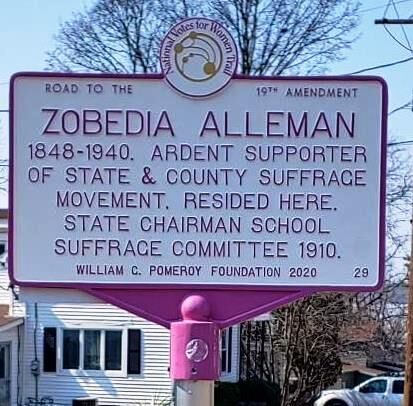 National Votes for Women Trail
ROAD TO THE 19TH AMENDMENT
ZOBEDIA ALLEMAN
1848-1940. ARDENT SUPPORTER
OF STATE & COUNTY SUFFRAGE
MOVEMENT, RESIDED HERE.
STATE CHAIRMAN SCHOOL
SUFFRAGE COMMITTEE 1910.
WILLIAM G. POMEROY FOUNDATION 2020 29